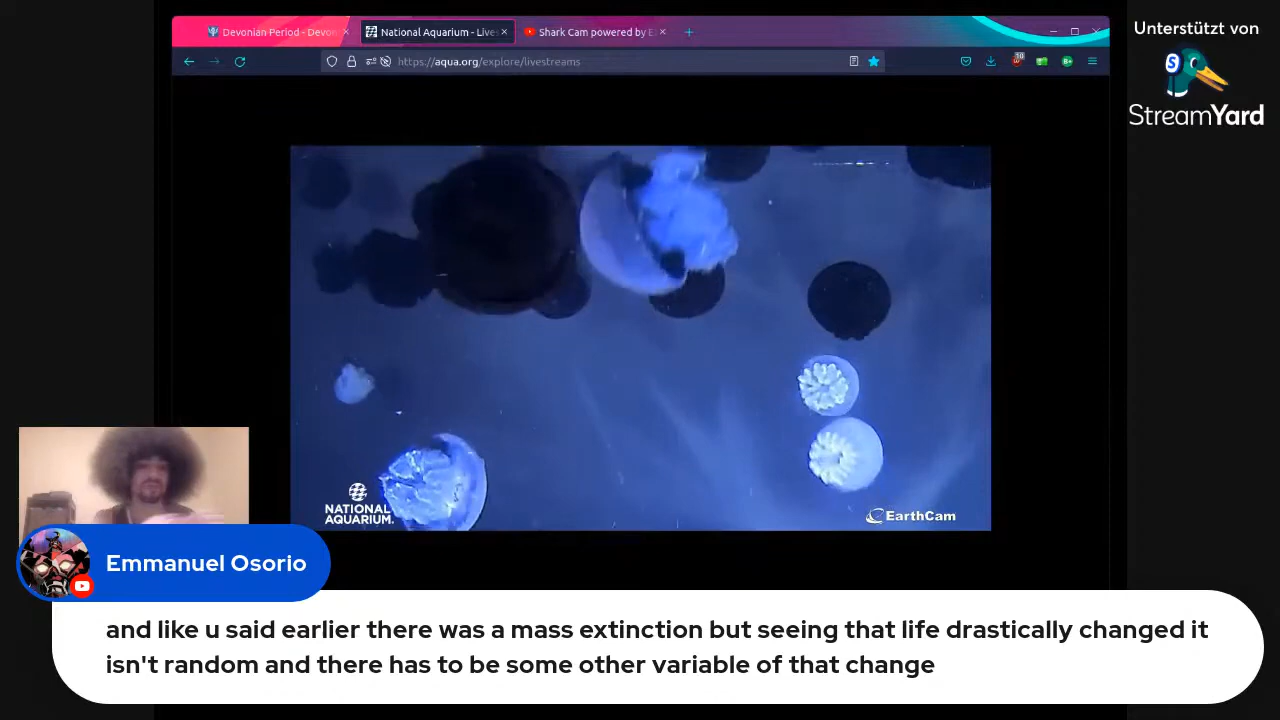 Devonian Period - Devon
National Aquarium - Live
Shark Cam powered by E
Unterstützt von
StreamYard
https://aqua.org/explore/livestreams
NATIONAL
AQUARIUM.
EarthCam
Emmanuel Osorio
and like u said earlier there was a mass extinction but seeing that life drastically changed it
isn't random and there has to be some other variable of that change